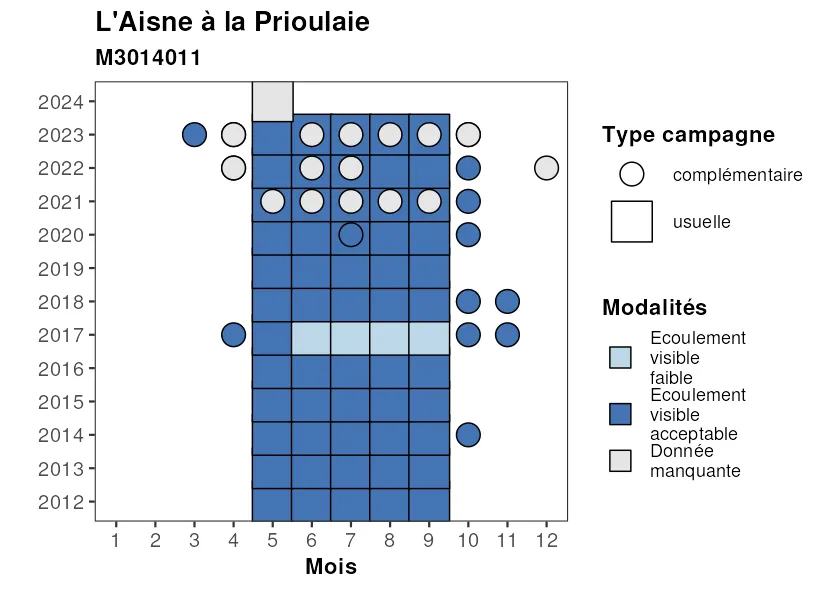 L'Aisne à la Prioulaie
M3014011
2024
2023
2022
2021
2020
2019
2018
2017
2016
2015
2014
2013
2012
1 2 3 4 5 6 7 8 9 10 11 12
Mois
Type campagne
complémentaire
usuelle
Modalités
Ecoulement
visible
faible
Ecoulement
visible
acceptable
Donnée
manquante